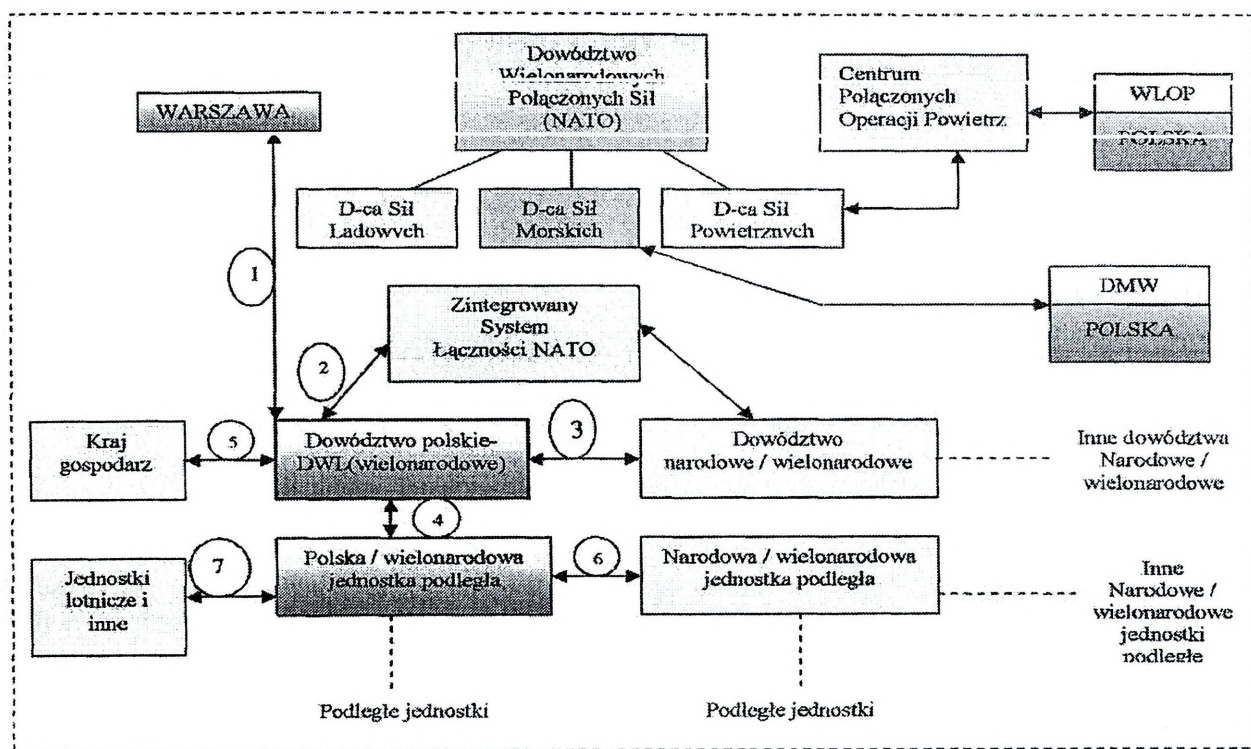 Dowództwo
Wielonarodowych
Połączonych Sił
(NATO)
Centrum
Połączonych
Operacji Powietrz
WLOP
POLSKA
WARSZAWA
D-ca Sił
Lądowych
D-ca Sił
Morskich
D-ca Sił
Powietrznych
1
DMW
POLSKA
Zintegrowany
System
Łączności NATO
2
Kraj
gospodarz
5
Dowództwo polskie-
DWL(wielonarodowe)
3
Dowództwo
narodowe / wielonarodowe
Inne dowództwa
Narodowe /
wielonarodowe
4
Jednostki
lotnicze i
inne
7
Polska / wielonarodowa
jednostka podległa
6
Narodowa / wielonarodowa
jednostka podległa
Inne
Narodowe /
wielonarodowe
jednostki
podległe
Podległe jednostki
Podległe jednostki